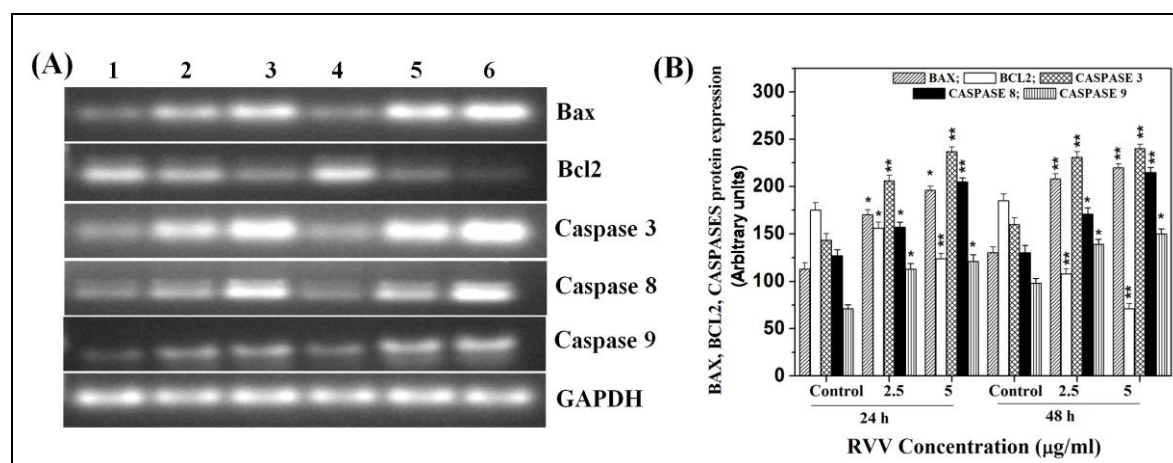 (A)
1 2 3 4 5 6
Bax
Bcl2
Caspase 3
Caspase 8
Caspase 9
GAPDH
(B)
BAX; BCL2; CASPASE 3
CASPASE 8; CASPASE 9
BAX, BCL2, CASPASES protein expression
(Arbitrary units)
300
250
200
150
100
50
0
* * ** * *
* ** ** ** *
** ** ** * *
** ** ** ** *
Control 2.5 5 Control 2.5 5
24 h 48 h
RVV Concentration (μg/ml)